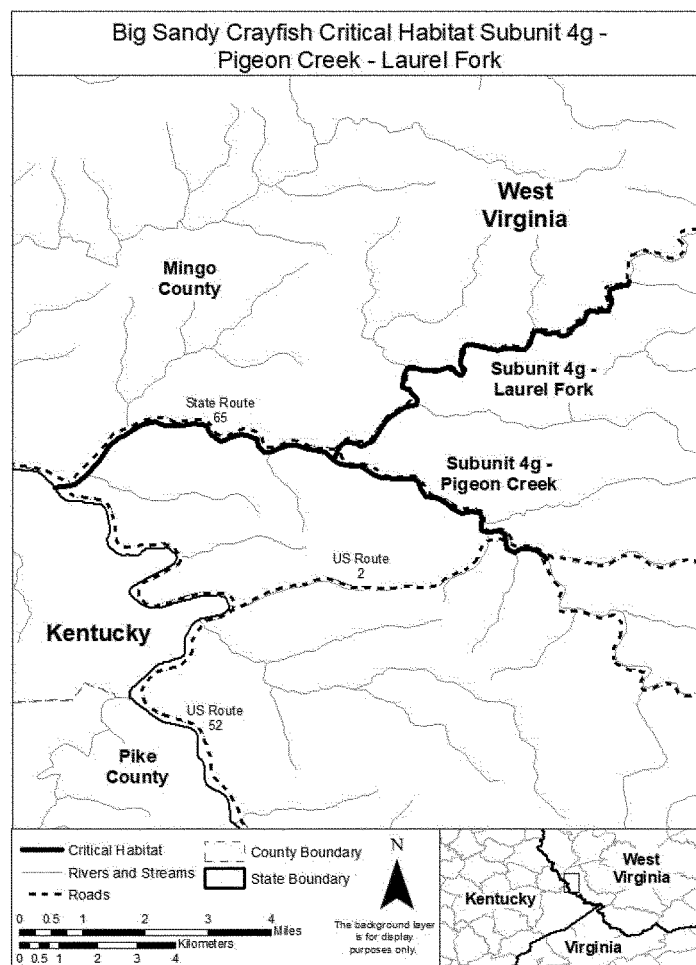 Big Sandy Crayfish Critical Habitat Subunit 4g -
Pigeon Creek - Laurel Fork
West
Virginia
Mingo
County
Subunit 4g -
Laurel Fork
State Route
65
Subunit 4g -
Pigeon Creek
US Route
2
Kentucky
US Route
52
Pike
County
Critical Habitat
Rivers and Streams
Roads
County Boundary
State Boundary
0 0.5 1 2 3 4
Miles
Kilometers
0 0.5 1 2 3 4
N
The background layer
is for display
purposes only.
West
Virginia
Kentucky
Virginia